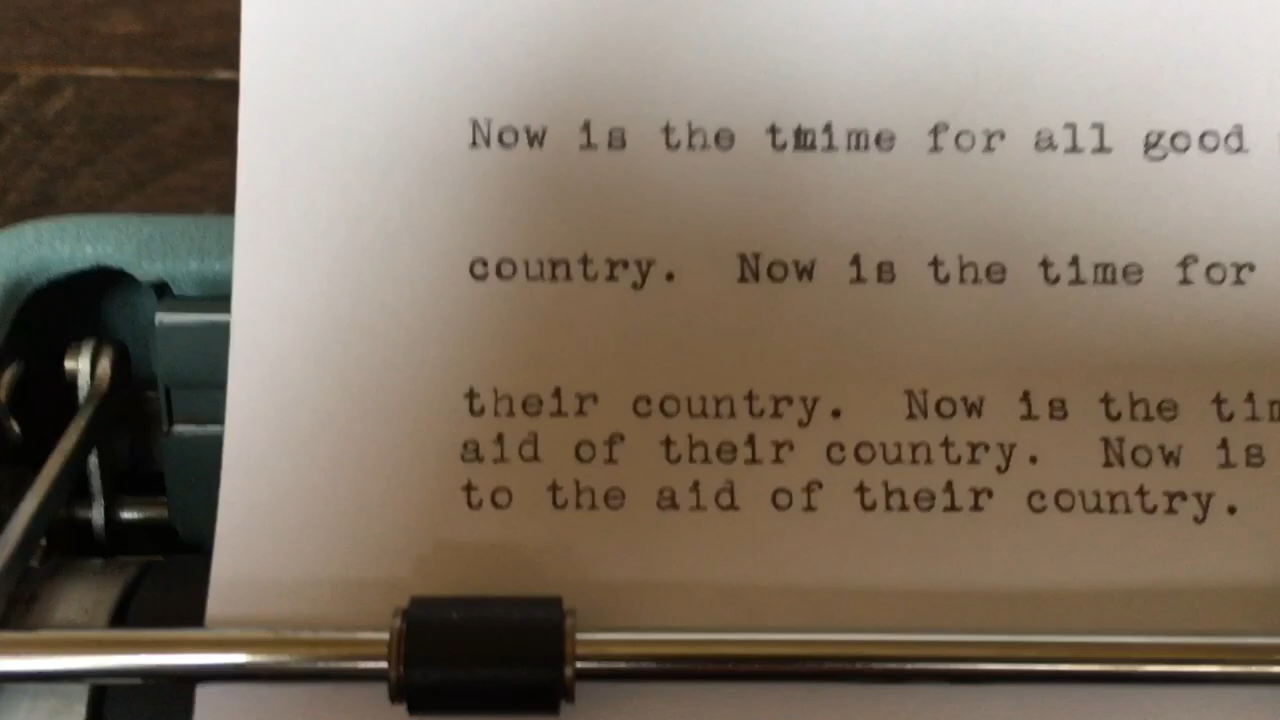 Now is the tmime for all good
country.  Now is the time for
their country.  Now is the tim
aid of their country.  Now is
to the aid of their country.